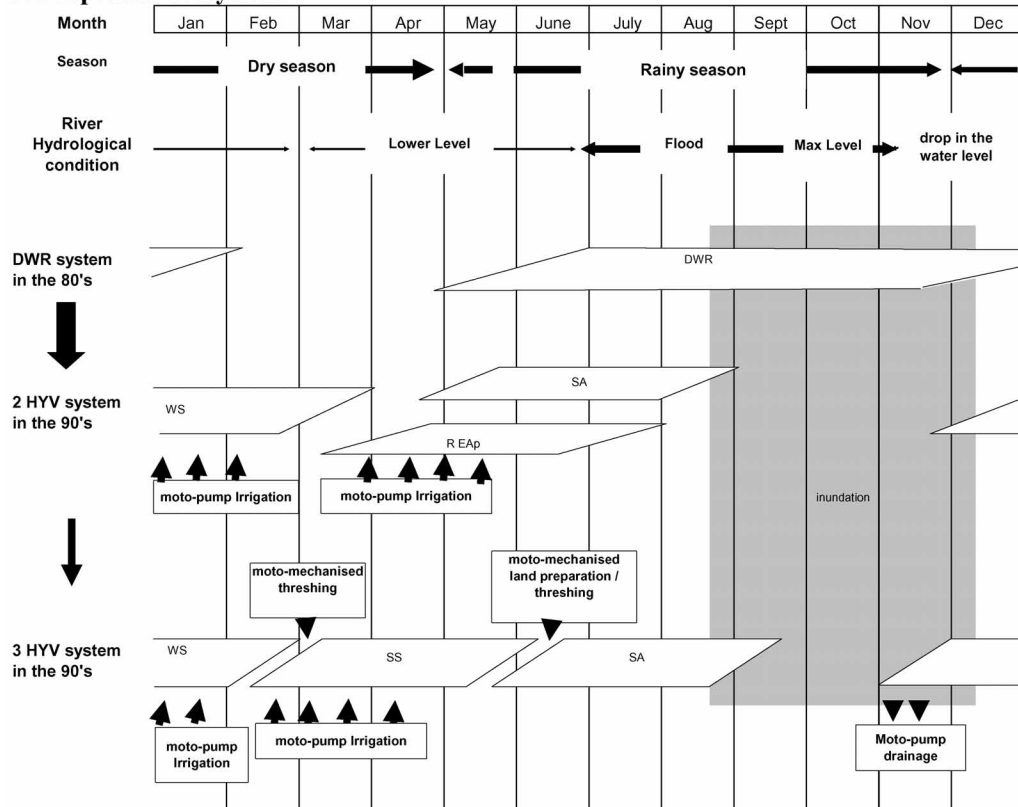 Month Jan Feb Mar Apr May June July Aug Sept Oct Nov Dec
Season Dry season Rainy season
River
Hydrological
condition
Lower Level Flood Max Level
drop in the
water level
DWR system
in the 80's
DWR
2 HYV system
in the 90's
WS
SA
R EAp
moto-pump Irrigation
moto-pump Irrigation
inundation
moto-mechanised
threshing
moto-mechanised
land preparation /
threshing
3 HYV system
in the 90's
WS
SS
SA
moto-pump
Irrigation
moto-pump Irrigation
Moto-pump
drainage